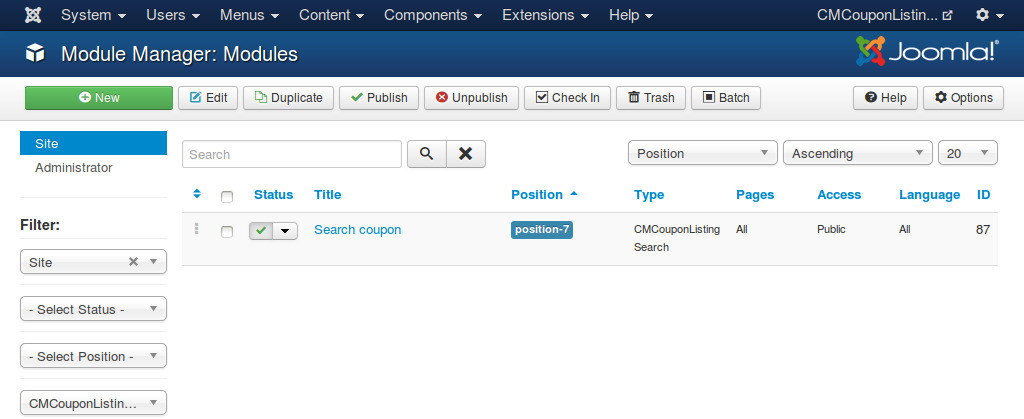 System Users Menus Content Components Extensions Help CMCouponListin...
Module Manager: Modules Joomla!®
New Edit Duplicate Publish Unpublish Check In Trash Batch Help Options
Site
Administrator
Search Position Ascending 20
Status Title Position Type Pages Access Language ID
Search coupon position-7 CMCouponListing All Public All 87
Search
Filter:
Site
- Select Status -
- Select Position -
CMCouponListin...